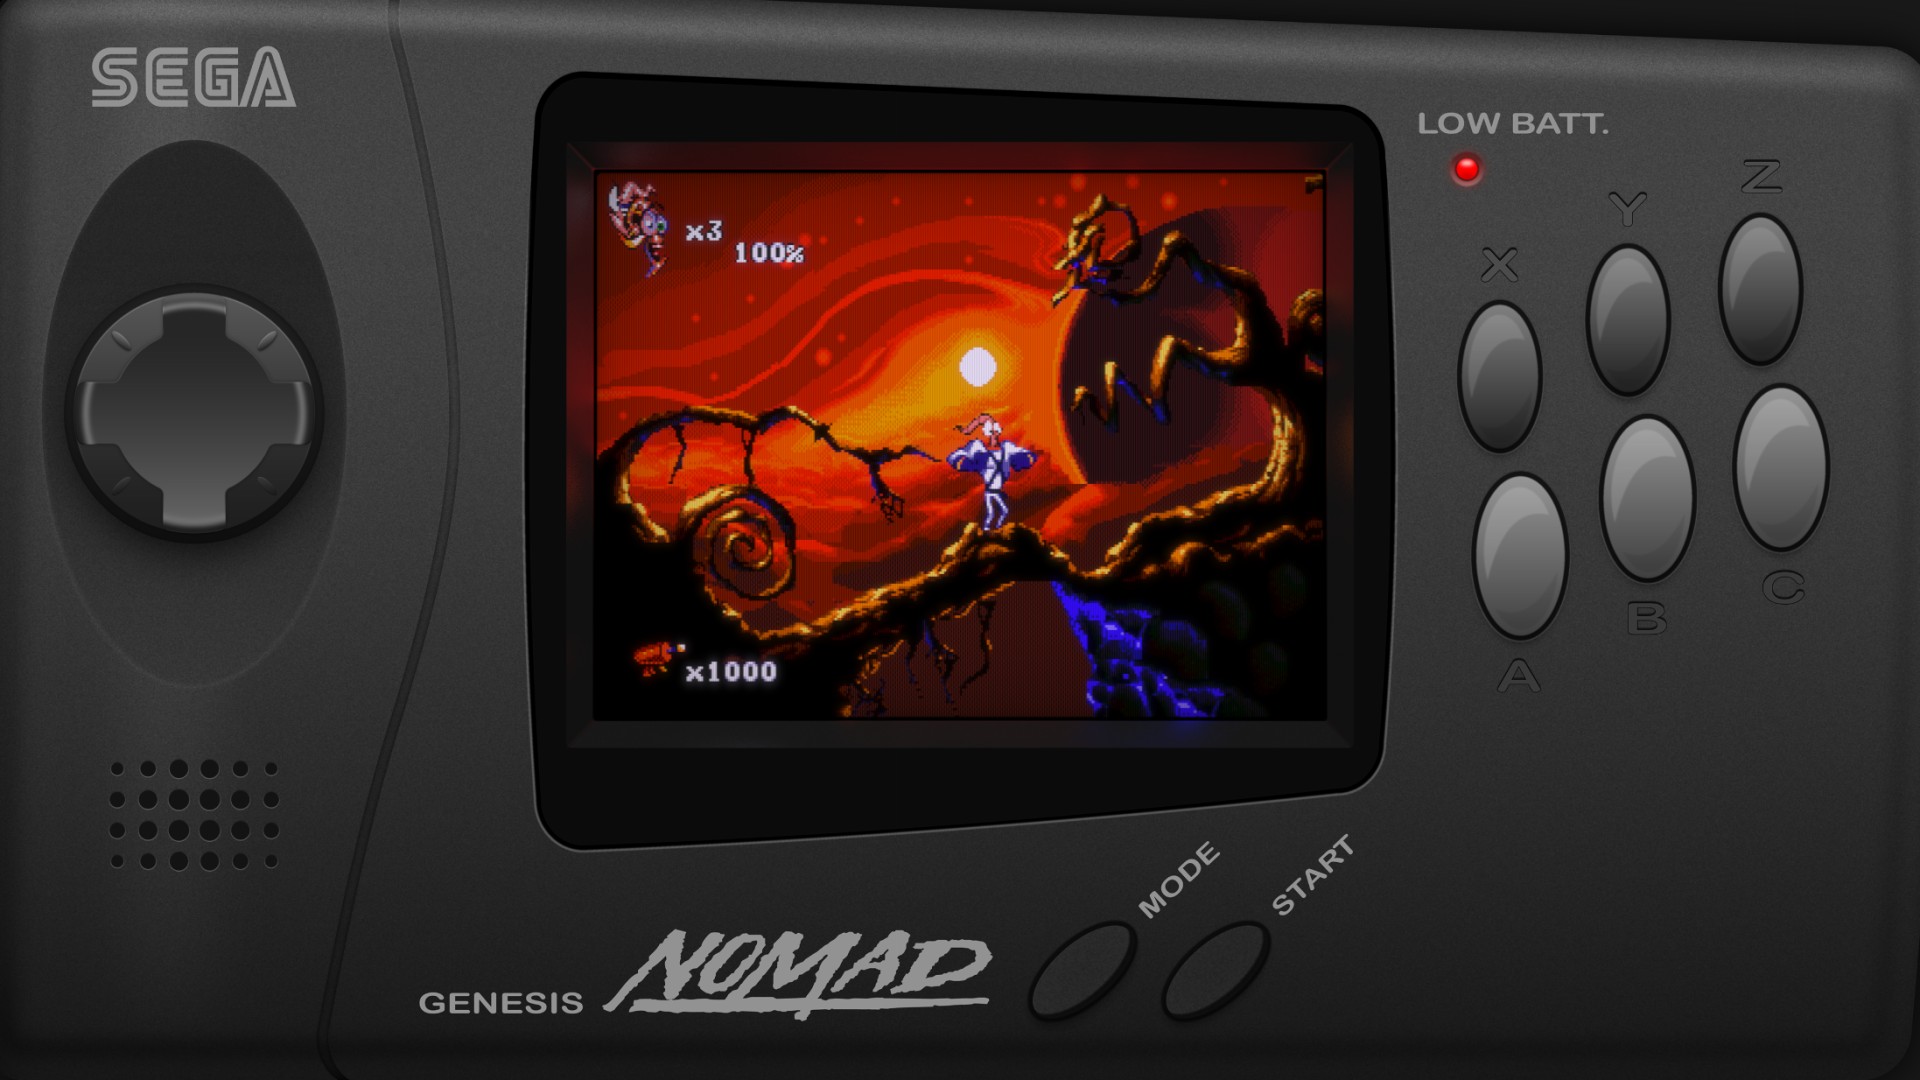 SEGA
LOW BATT.
Z
Y
X
x3
100%
C
B
A
x1000
MODE
START
GENESIS NOMAD